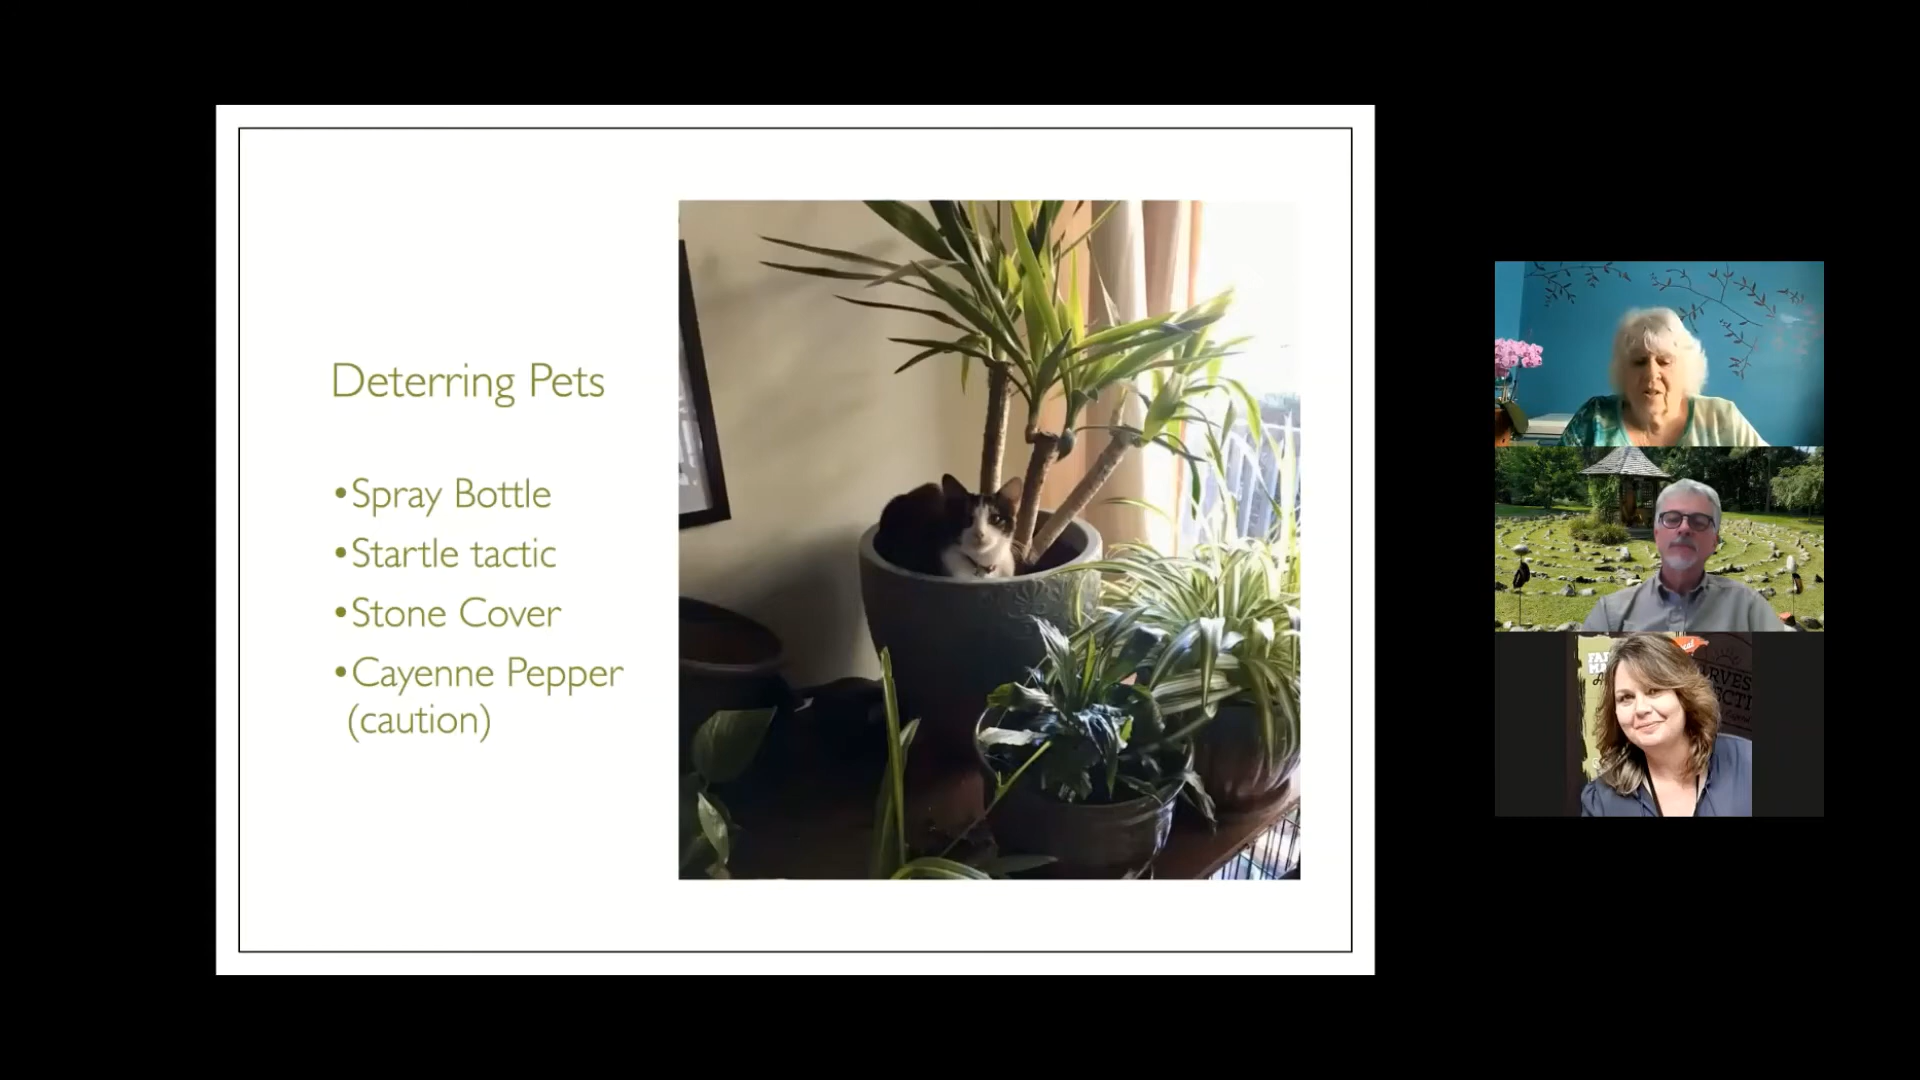 Deterring Pets
•Spray Bottle
•Startle tactic
•Stone Cover
•Cayenne Pepper
(caution)